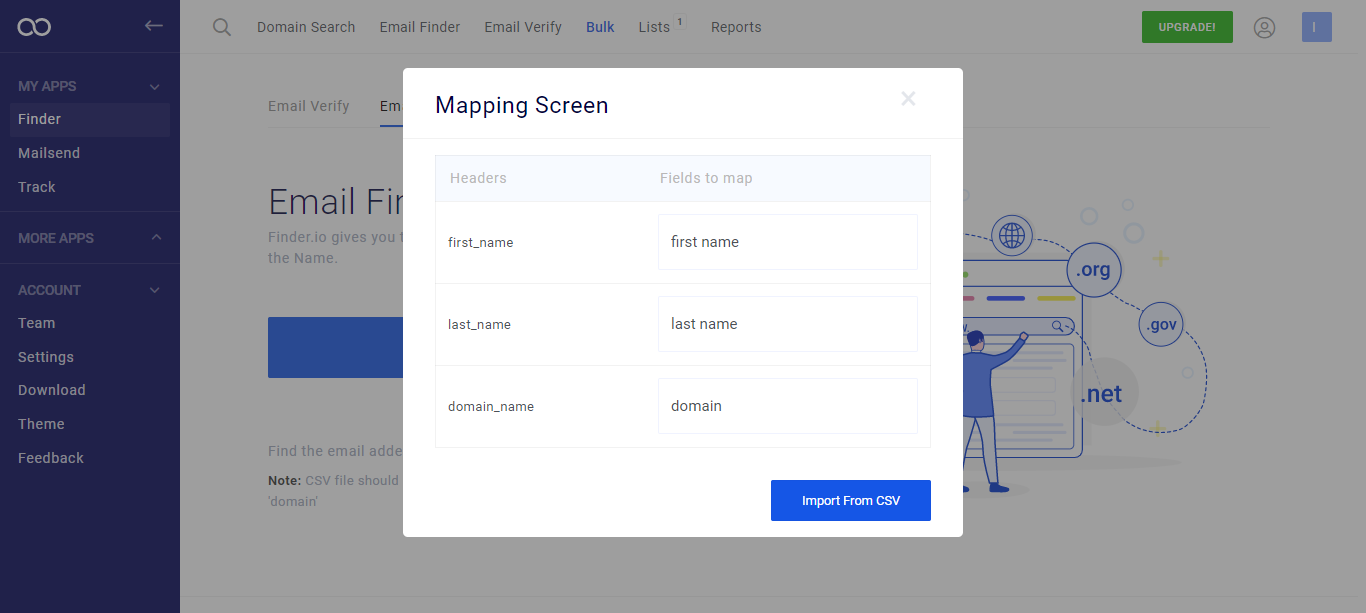 Domain Search Email Finder Email Verify Bulk Lists 1 Reports UPGRADE! I
MY APPS
Finder
Mailsend
Track
MORE APPS
ACCOUNT
Team
Settings
Download
Theme
Feedback
Email Verify
Mapping Screen
Headers Fields to map
first_name first name
last_name last name
domain_name domain
Import From CSV
Email
Finder.io gives you
the Name.
Find the email
Note: CSV file should
'domain'
.org
.gov
.net